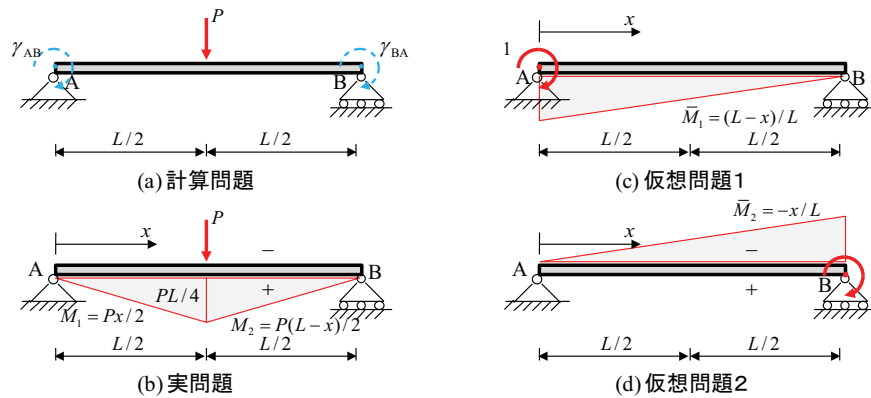 P
γAB
γBA
A
B
L/2
L/2
(a) 計算問題
x
P
−
A
B
PL/4
+
M₁ = Px/2
M₂ = P(L−x)/2
L/2
L/2
(b) 実問題
x
1
A
B
M̄₁ = (L−x)/L
L/2
L/2
(c) 仮想問題1
M̄₂ = −x/L
x
−
A
B
+
L/2
L/2
(d) 仮想問題2